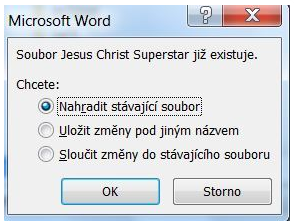 Microsoft Word
Soubor Jesus Christ Superstar již existuje.
Chcete:
Nahradit stávající soubor
Uložit změny pod jiným názvem
Sloučit změny do stávajícího souboru
OK
Storno